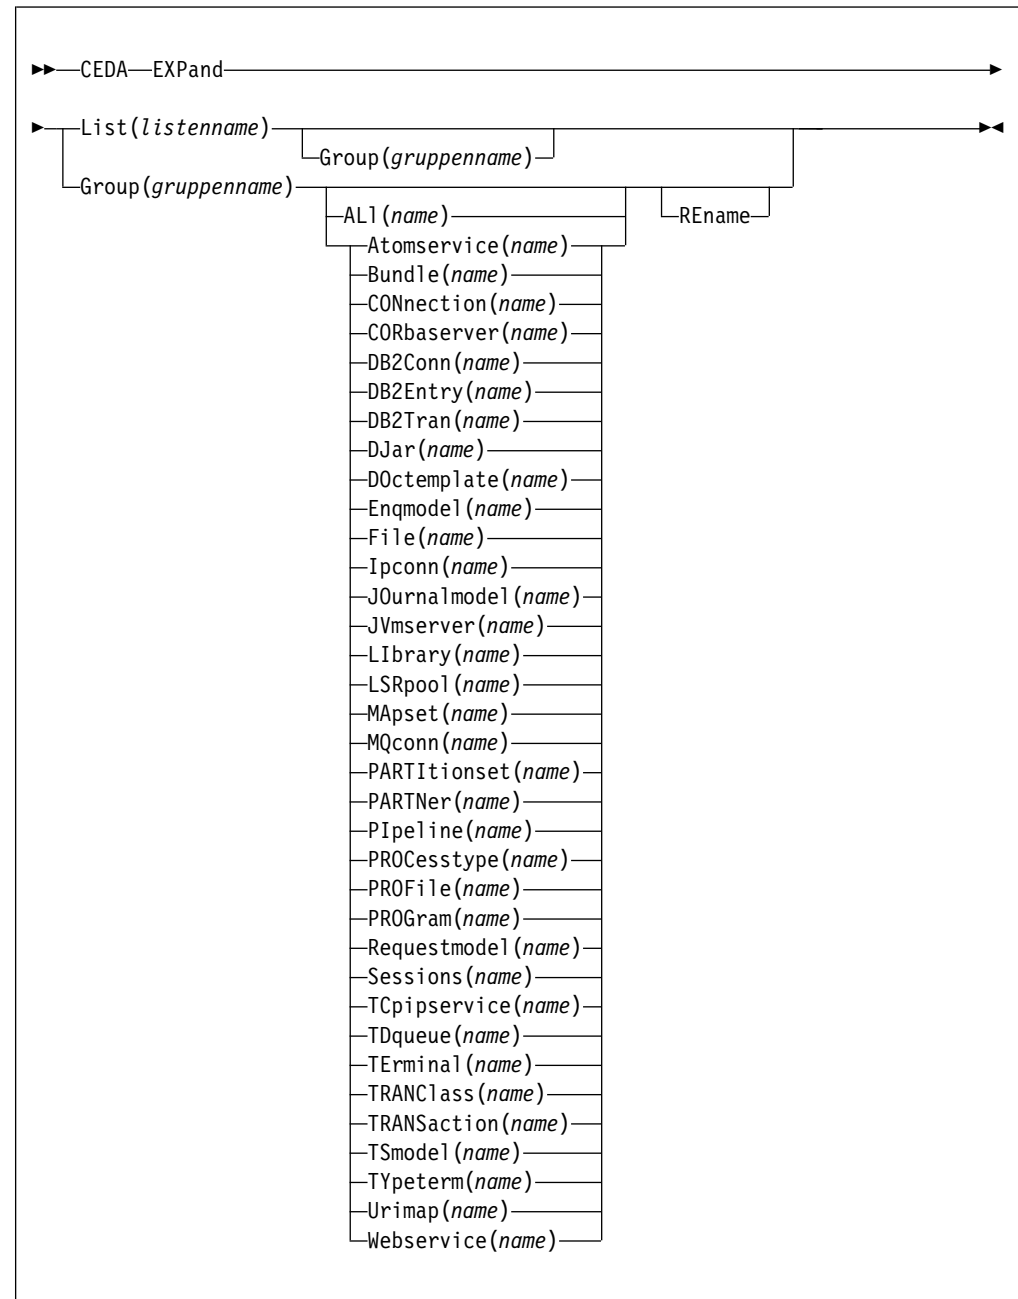 CEDA EXPand
List(listenname)
Group(gruppenname)
Group(gruppenname)
ALl(name) REname
Atomservice(name)
Bundle(name)
CONnection(name)
CORbaserver(name)
DB2Conn(name)
DB2Entry(name)
DB2Tran(name)
DJar(name)
DOctemplate(name)
Enqmodel(name)
File(name)
Ipconn(name)
JOurnalmodel(name)
JVmserver(name)
LIbrary(name)
LSRpool(name)
MApset(name)
MQconn(name)
PARTItionset(name)
PARTNer(name)
PIpeline(name)
PROCesstype(name)
PROFile(name)
PROGram(name)
Requestmodel(name)
Sessions(name)
TCpipservice(name)
TDqueue(name)
TErminal(name)
TRANClass(name)
TRANSaction(name)
TSmodel(name)
TYpeterm(name)
Urimap(name)
Webservice(name)